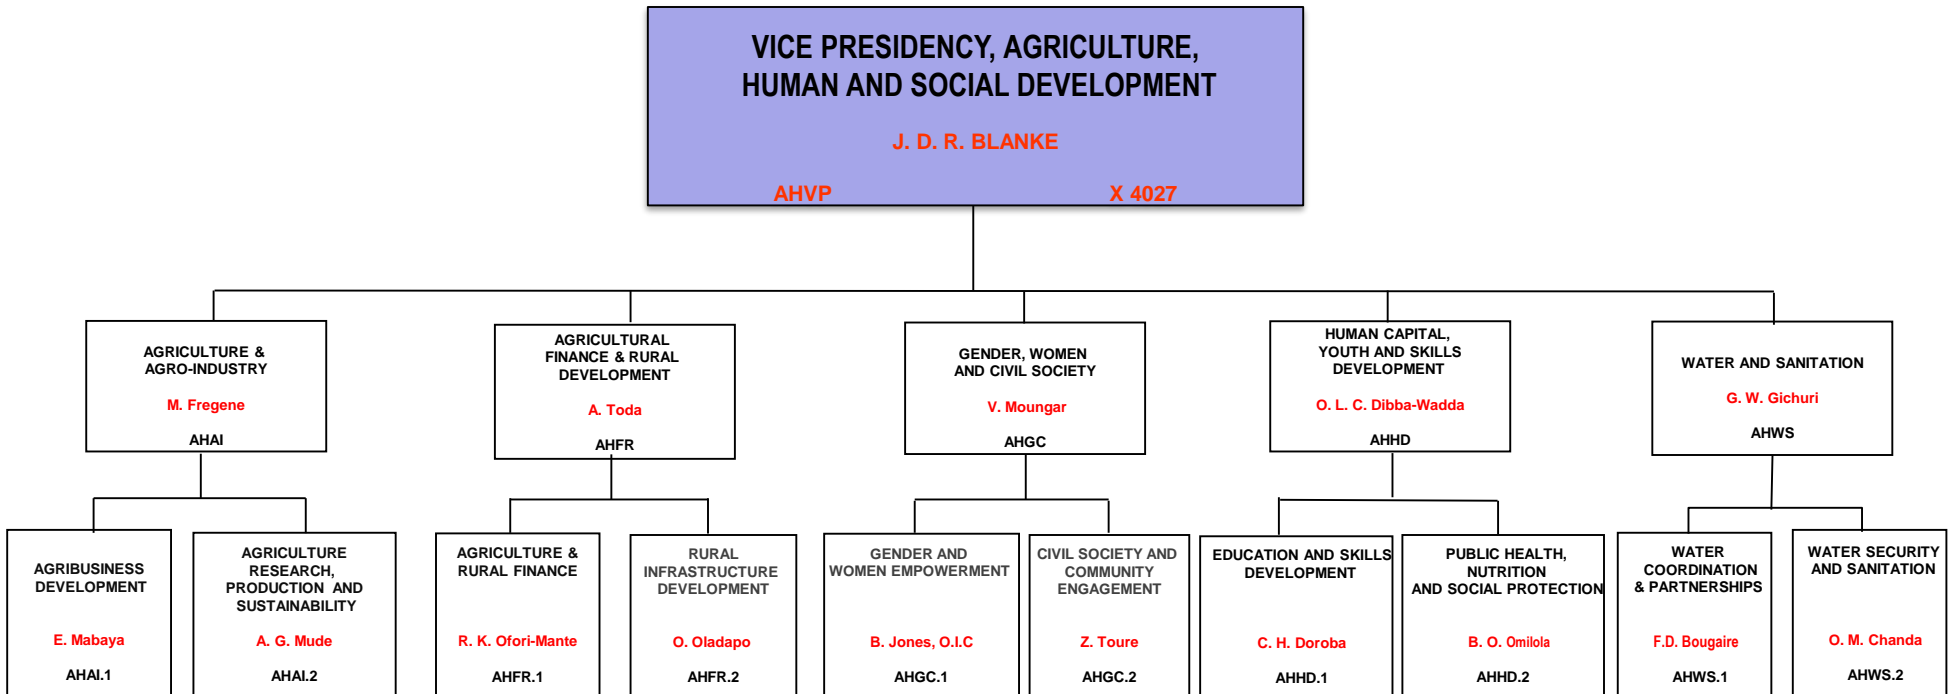 VICE PRESIDENCY, AGRICULTURE,
HUMAN AND SOCIAL DEVELOPMENT
J. D. R. BLANKE
AHVP X 4027
AGRICULTURE &
AGRO-INDUSTRY
M. Fregene
AHAI
AGRICULTURAL
FINANCE & RURAL
DEVELOPMENT
A. Toda
AHFR
GENDER, WOMEN
AND CIVIL SOCIETY
V. Moungar
AHGC
HUMAN CAPITAL,
YOUTH AND SKILLS
DEVELOPMENT
O. L. C. Dibba-Wadda
AHHD
WATER AND SANITATION
G. W. Gichuri
AHWS
AGRIBUSINESS
DEVELOPMENT
E. Mabaya
AHAI.1
AGRICULTURE
RESEARCH,
PRODUCTION AND
SUSTAINABILITY
A. G. Mude
AHAI.2
AGRICULTURE &
RURAL FINANCE
R. K. Ofori-Mante
AHFR.1
RURAL
INFRASTRUCTURE
DEVELOPMENT
O. Oladapo
AHFR.2
GENDER AND
WOMEN EMPOWERMENT
B. Jones, O.I.C
AHGC.1
CIVIL SOCIETY AND
COMMUNITY
ENGAGEMENT
Z. Toure
AHGC.2
EDUCATION AND SKILLS
DEVELOPMENT
C. H. Doroba
AHHD.1
PUBLIC HEALTH,
NUTRITION
AND SOCIAL PROTECTION
B. O. Omilola
AHHD.2
WATER
COORDINATION
& PARTNERSHIPS
F.D. Bougaire
AHWS.1
WATER SECURITY
AND SANITATION
O. M. Chanda
AHWS.2